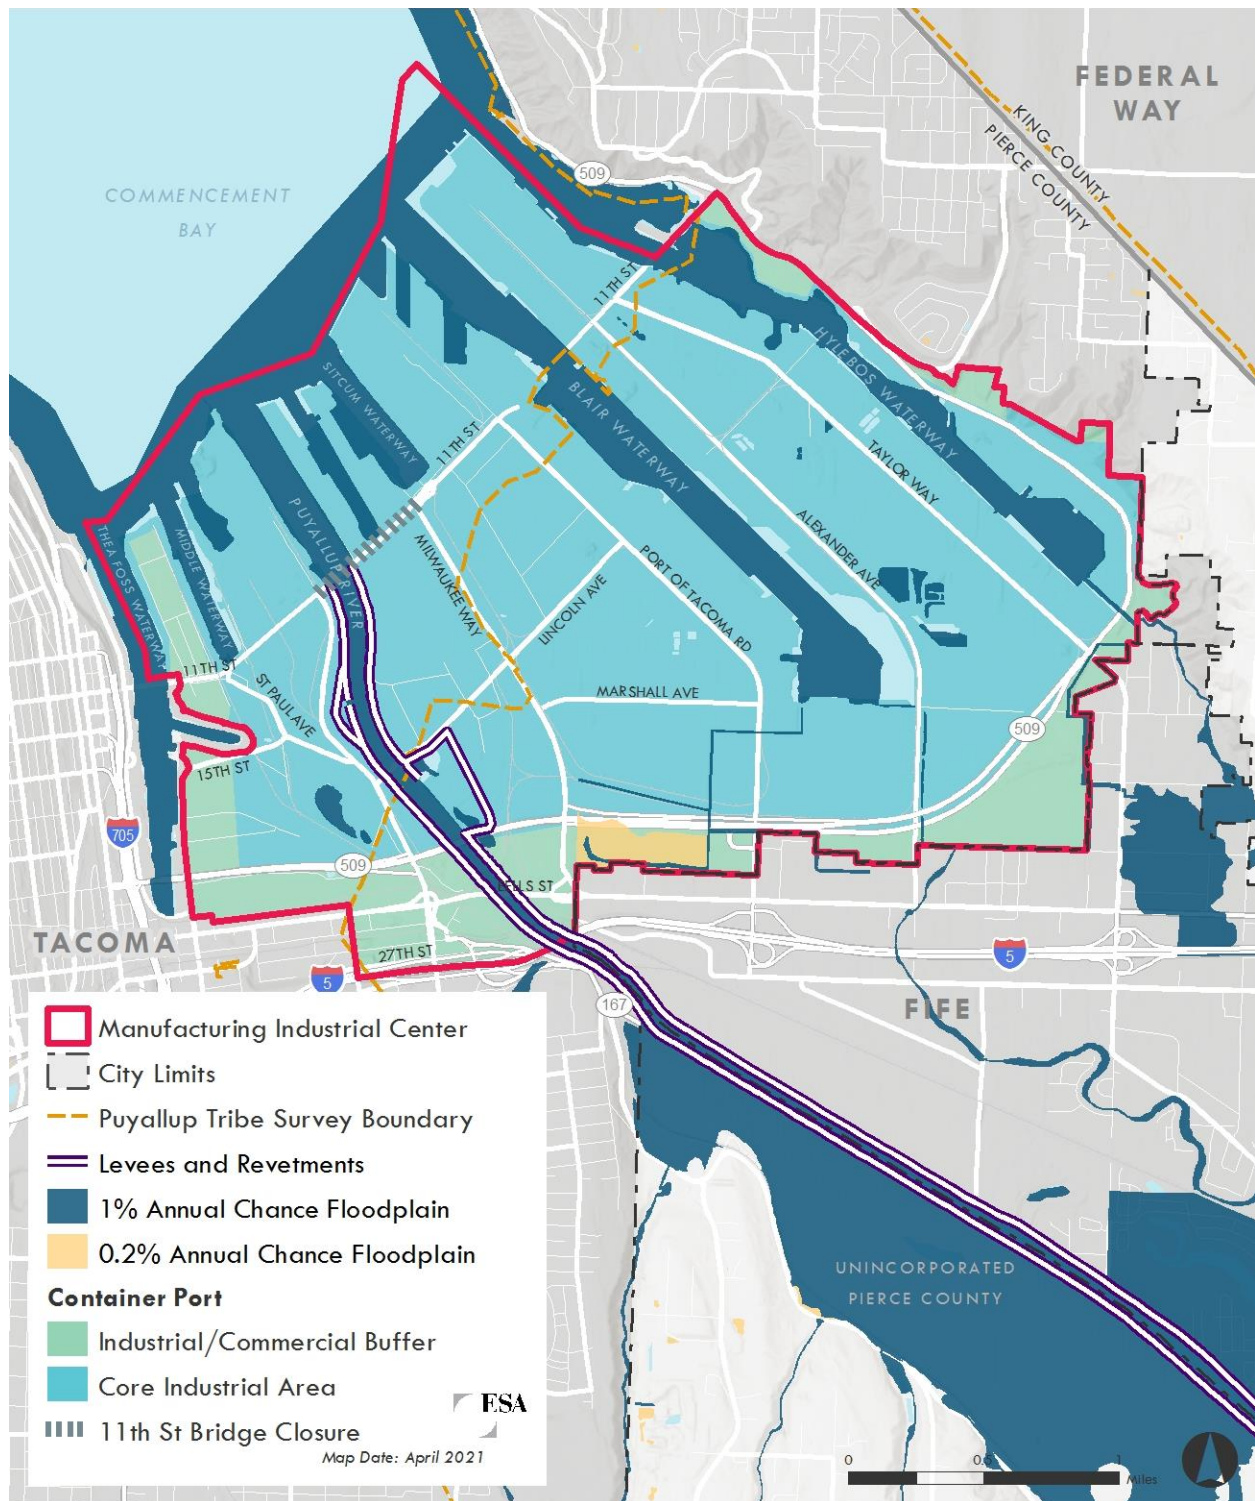 FEDERAL
WAY
KING COUNTY
PIERCE COUNTY
509
COMMENCEMENT
BAY
11TH ST
HYLEBOS WATERWAY
SITCUM WATERWAY
BLAIR WATERWAY
11TH ST
TAYLOR WAY
PUYALLUP RIVER
ALEXANDER AVE
THEA FOSS WATERWAY
MIDDLE WATERWAY
MILWAUKEE WAY
PORT OF TACOMA RD
LINCOLN AVE
11TH ST
ST PAUL AVE
MARSHALL AVE
509
15TH ST
705
509
LELLS ST
TACOMA
27TH ST
5
5
167
FIFE
Manufacturing Industrial Center
City Limits
Puyallup Tribe Survey Boundary
Levees and Revetments
1% Annual Chance Floodplain
0.2% Annual Chance Floodplain
Container Port
Industrial/Commercial Buffer
Core Industrial Area
11th St Bridge Closure
ESA
Map Date: April 2021
UNINCORPORATED
PIERCE COUNTY
0 0.5 1
Miles